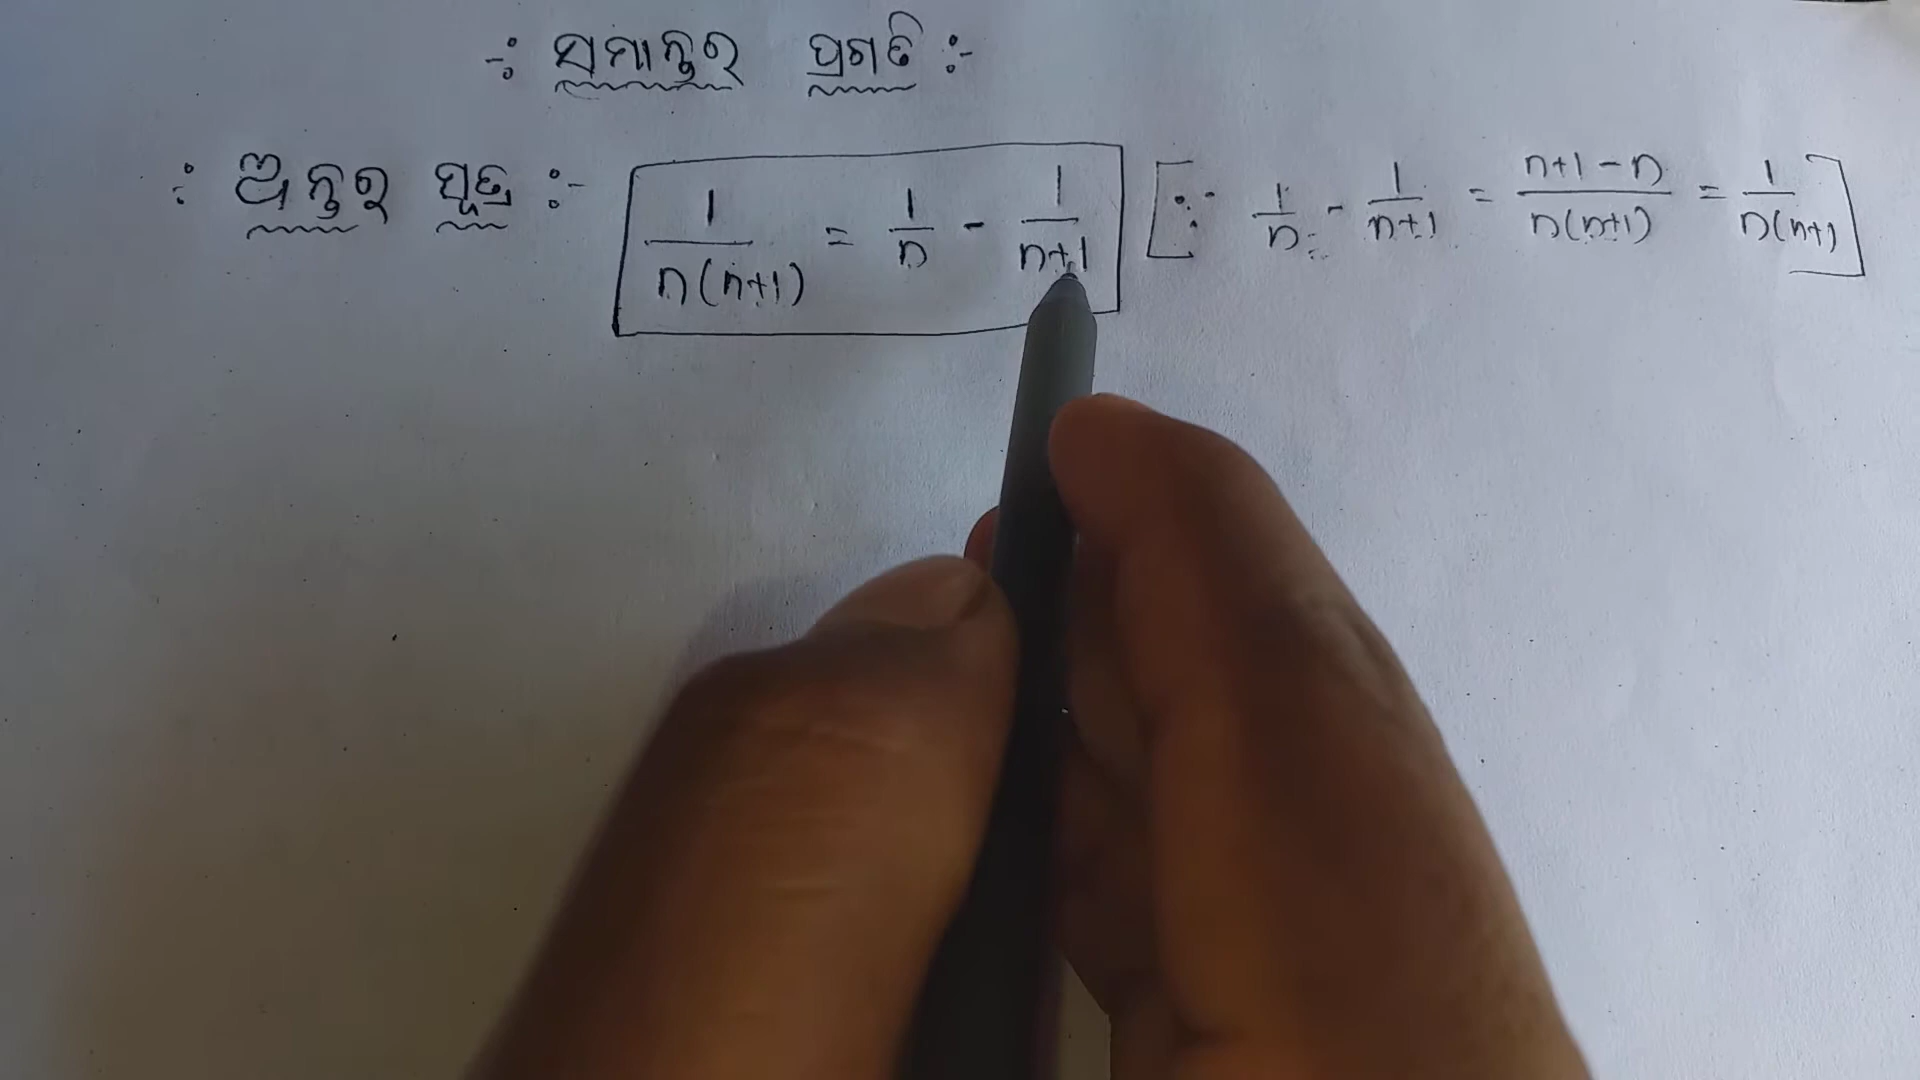 -: ସମାନ୍ତର ପ୍ରଗତି :-
: ଅନ୍ତର ସୂତ୍ର :- 1/n(n+1) = 1/n - 1/n+1 [∵ 1/n - 1/n+1 = n+1-n/n(n+1) = 1/n(n+1)]